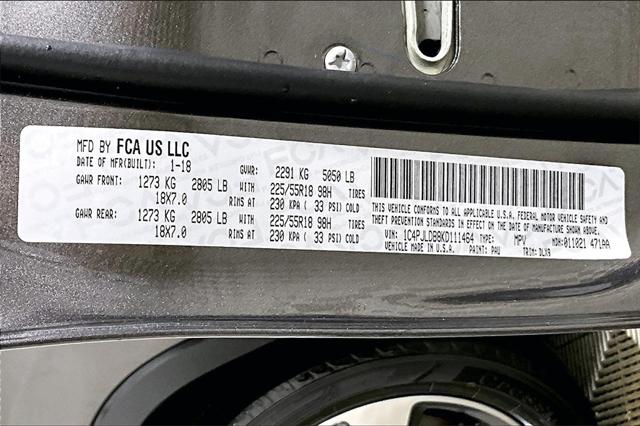 MFD BY FCA US LLC
DATE OF MFR(BUILT): 1-18 GVWR: 2291 KG 5050 LB
GAWR FRONT: 1273 KG 2805 LB WITH 225/55R18 98H TIRES
18X7.0 RIMS AT 230 KPA ( 33 PSI) COLD
GAWR REAR: 1273 KG 2805 LB WITH 225/55R18 98H TIRES
18X7.0 RIMS AT 230 KPA ( 33 PSI) COLD
THIS VEHICLE CONFORMS TO ALL APPLICABLE U.S.A. FEDERAL MOTOR VEHICLE SAFETY AND
THEFT PREVENTION STANDARDS IN EFFECT ON THE DATE OF MANUFACTURE SHOWN ABOVE.
VIN: 1C4PJLDB8KD111464 TYPE: MPV MDH:011021 471AA
VEHICLE MADE IN U.S.A. PAINT: PAU TRIM: DLX9